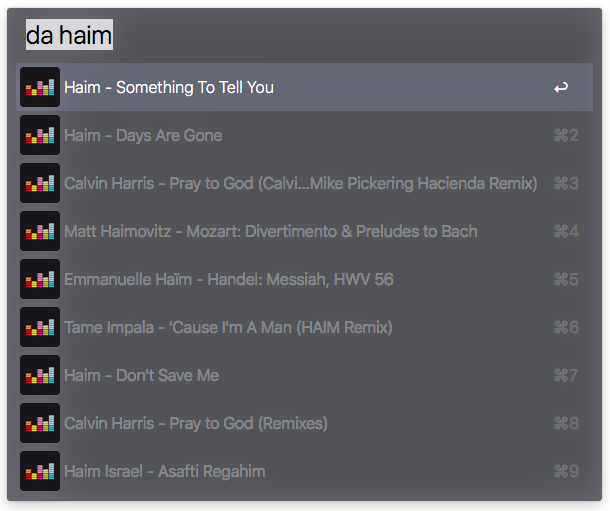 da haim
Haim - Something To Tell You ↩
Haim - Days Are Gone ⌘2
Calvin Harris - Pray to God (Calvi...Mike Pickering Hacienda Remix) ⌘3
Matt Haimovitz - Mozart: Divertimento & Preludes to Bach ⌘4
Emmanuelle Haïm - Handel: Messiah, HWV 56 ⌘5
Tame Impala - 'Cause I'm A Man (HAIM Remix) ⌘6
Haim - Don't Save Me ⌘7
Calvin Harris - Pray to God (Remixes) ⌘8
Haim Israel - Asafti Regahim ⌘9